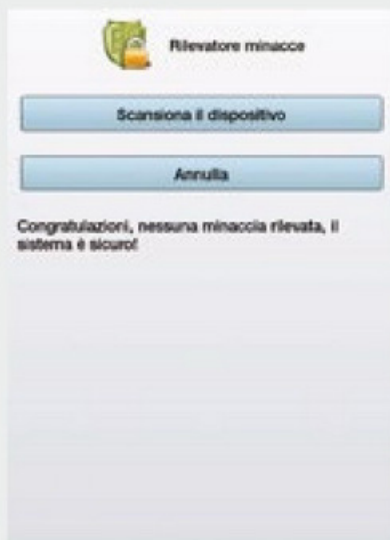 Rilevatore minacce
Scansiona il dispositivo
Annulla
Congratulazioni, nessuna minaccia rilevata, il
sistema è sicuro!